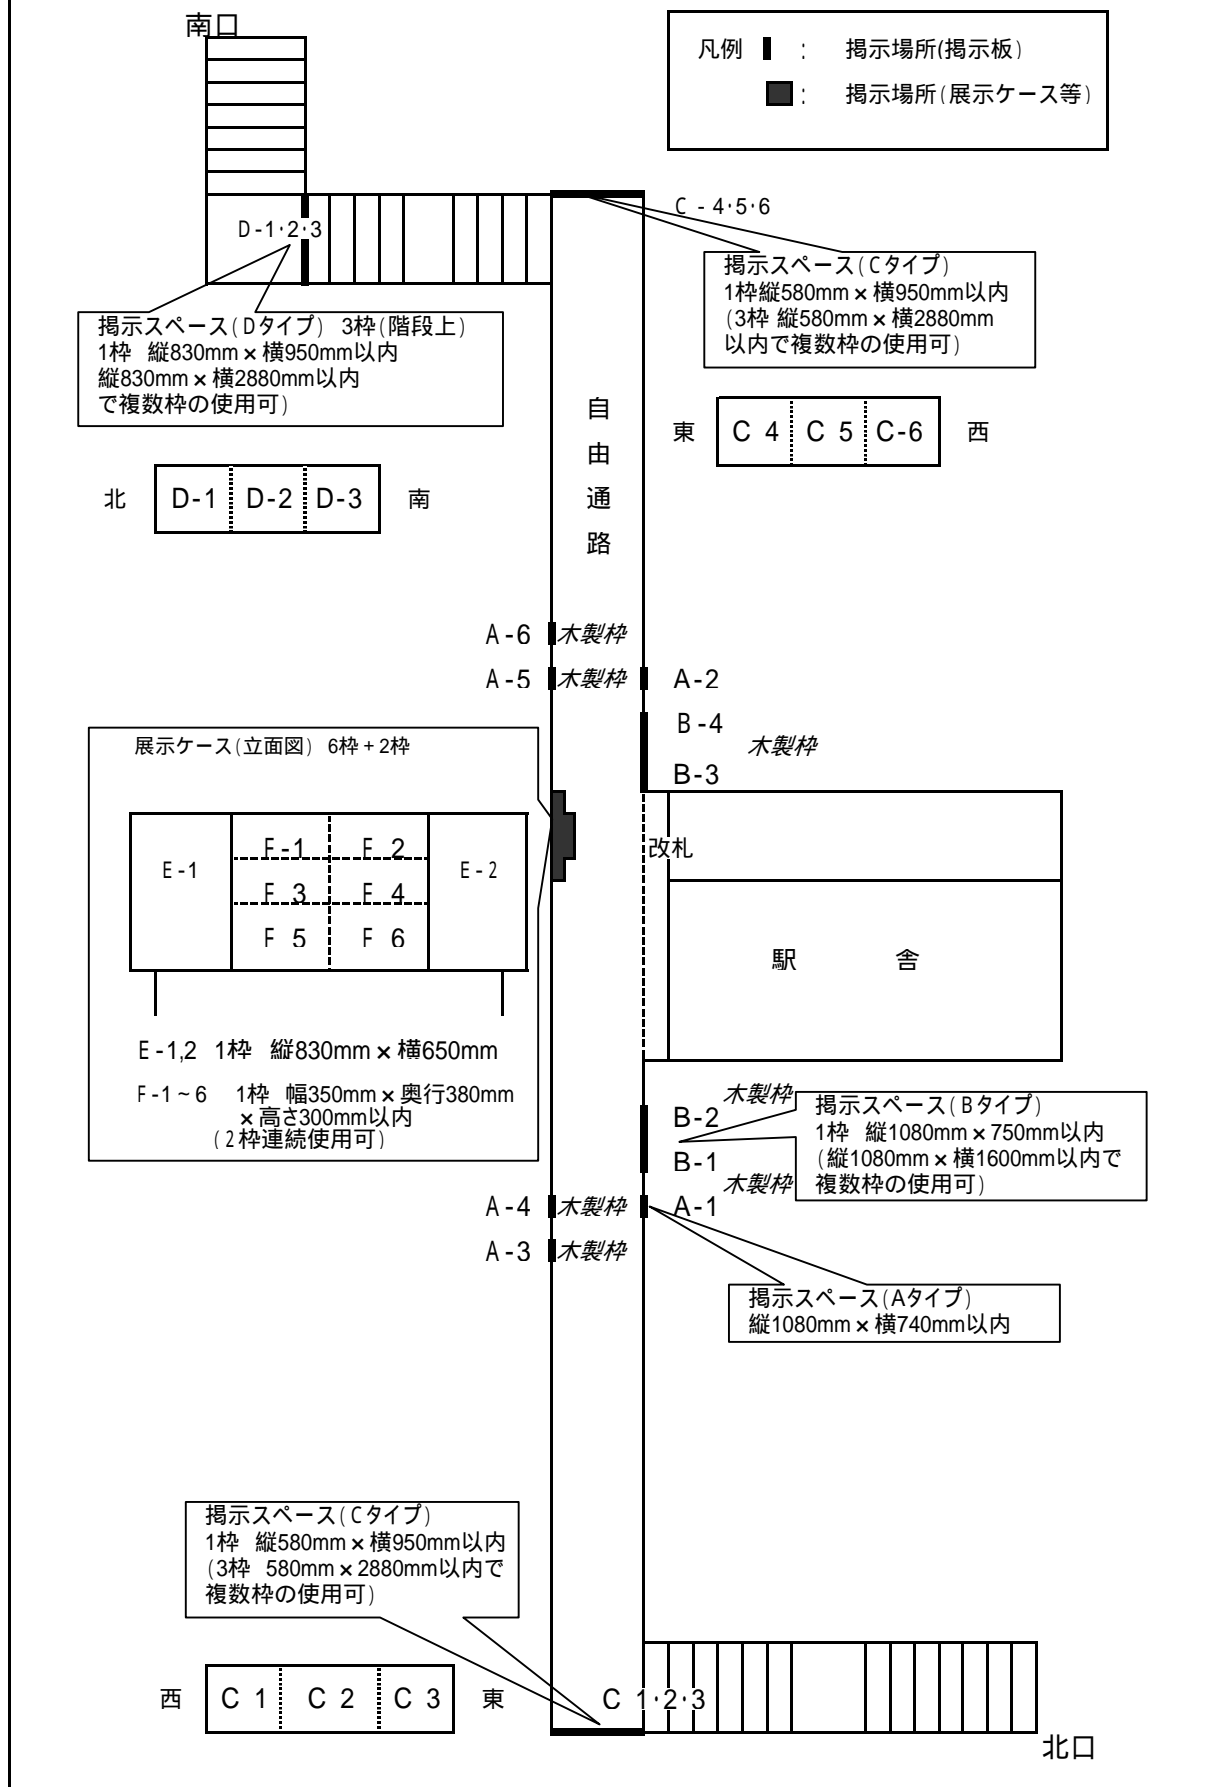 南口
凡例 : 掲示場所(掲示板)
: 掲示場所(展示ケース等)
D-1･2･3
C - 4･5･6
掲示スペース(Cタイプ)
1枠縦580mm×横950mm以内
(3枠 縦580mm×横2880mm
以内で複数枠の使用可)
掲示スペース(Dタイプ) 3枠(階段上)
1枠 縦830mm×横950mm以内
縦830mm×横2880mm以内
で複数枠の使用可)
自由通路
東 C 4 C 5 C-6 西
北 D-1 D-2 D-3 南
A-6 木製枠
A-5 木製枠 A-2
B-4
木製枠
B-3
展示ケース(立面図) 6枠+2枠
E-1 F-1 F 2 E-2
F 3 F 4
F 5 F 6
改札
駅 舎
E-1,2 1枠 縦830mm×横650mm
F-1~6 1枠 幅350mm×奥行380mm
×高さ300mm以内
(2枠連続使用可)
木製枠
B-2
B-1
木製枠
掲示スペース(Bタイプ)
1枠 縦1080mm×750mm以内
(縦1080mm×横1600mm以内で
複数枠の使用可)
A-4 木製枠 A-1
A-3 木製枠
掲示スペース(Aタイプ)
縦1080mm×横740mm以内
掲示スペース(Cタイプ)
1枠 縦580mm×横950mm以内
(3枠 580mm×2880mm以内で
複数枠の使用可)
西 C 1 C 2 C 3 東
C 1･2･3
北口